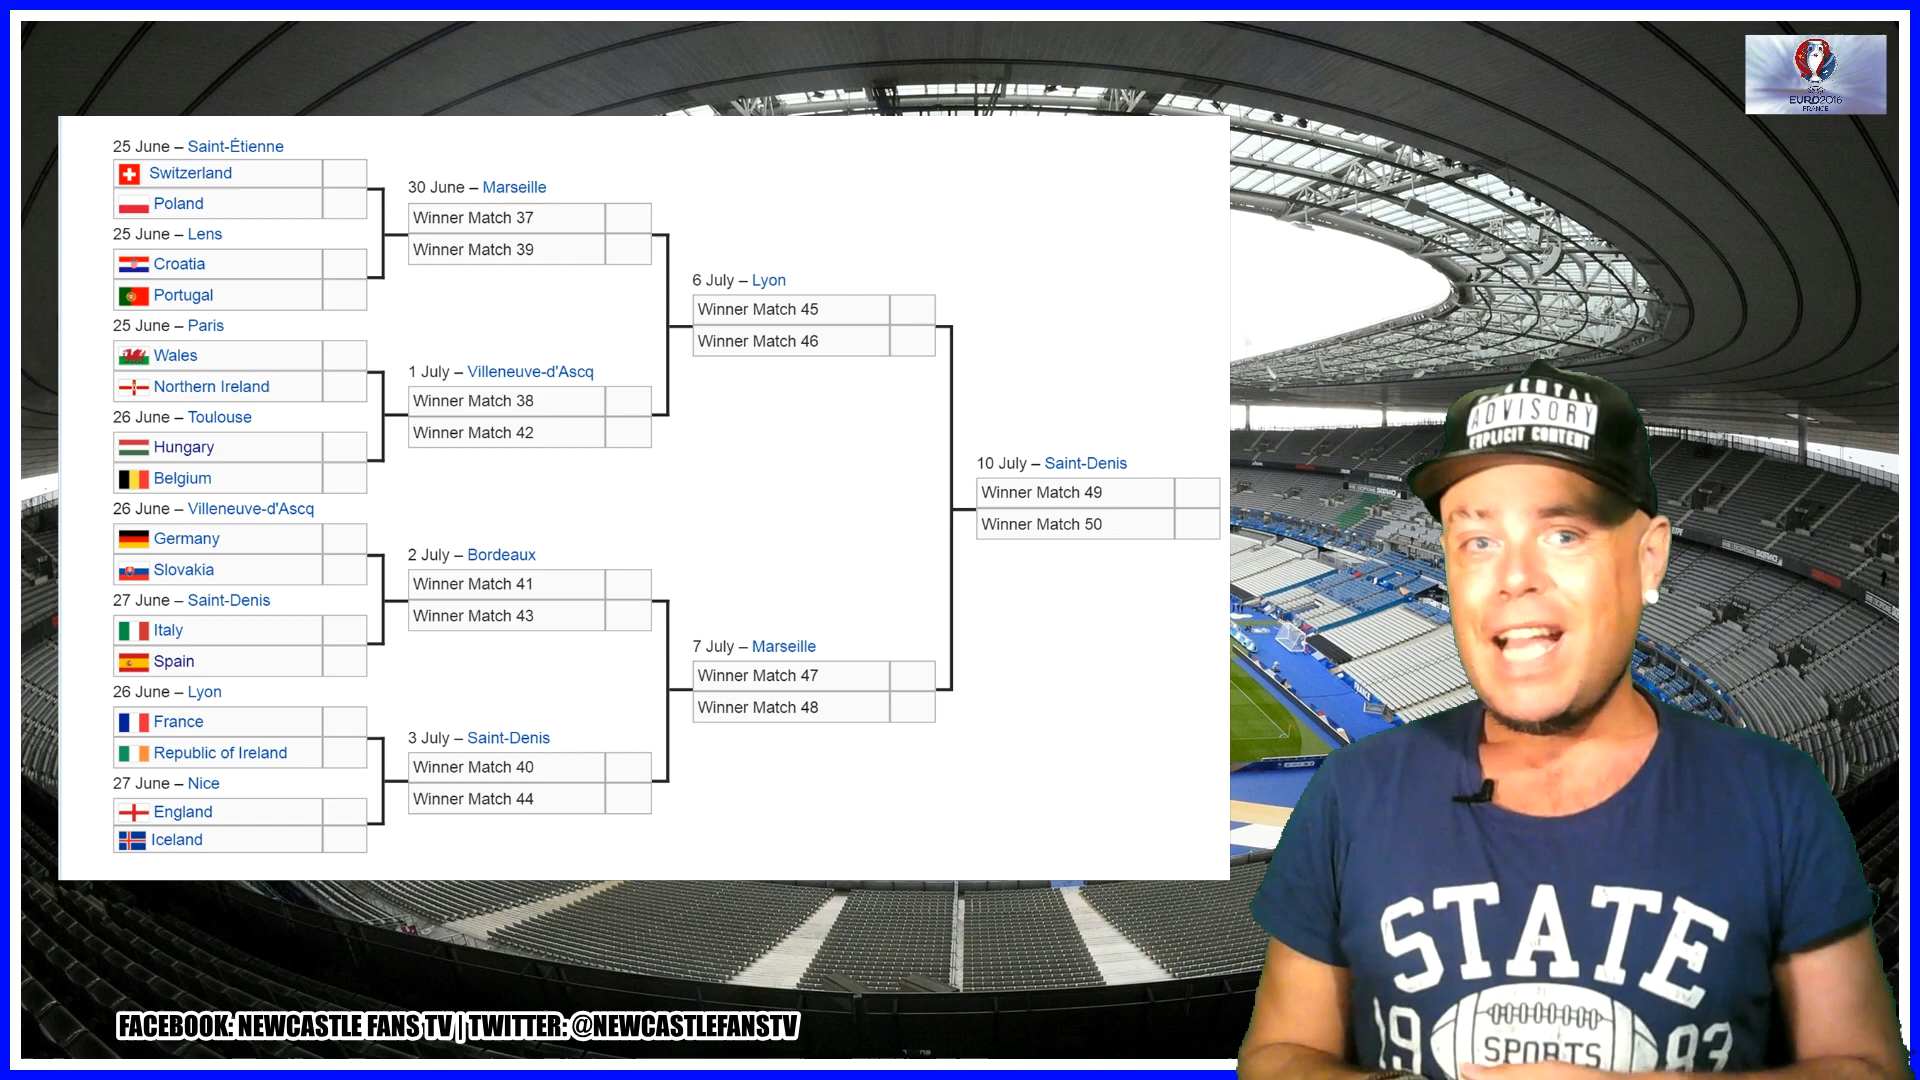 EURO2016
FRANCE
25 June – Saint-Étienne
Switzerland
Poland
25 June – Lens
Croatia
Portugal
25 June – Paris
Wales
Northern Ireland
26 June – Toulouse
Hungary
Belgium
26 June – Villeneuve-d'Ascq
Germany
Slovakia
27 June – Saint-Denis
Italy
Spain
26 June – Lyon
France
Republic of Ireland
27 June – Nice
England
Iceland
30 June – Marseille
Winner Match 37
Winner Match 39
1 July – Villeneuve-d'Ascq
Winner Match 38
Winner Match 42
2 July – Bordeaux
Winner Match 41
Winner Match 43
3 July – Saint-Denis
Winner Match 40
Winner Match 44
6 July – Lyon
Winner Match 45
Winner Match 46
7 July – Marseille
Winner Match 47
Winner Match 48
10 July – Saint-Denis
Winner Match 49
Winner Match 50
ADVISORY
EXPLICIT CONTENT
STATE
19 83
SPORTS
FACEBOOK: NEWCASTLE FANS TV | TWITTER: @NEWCASTLEFANSTV